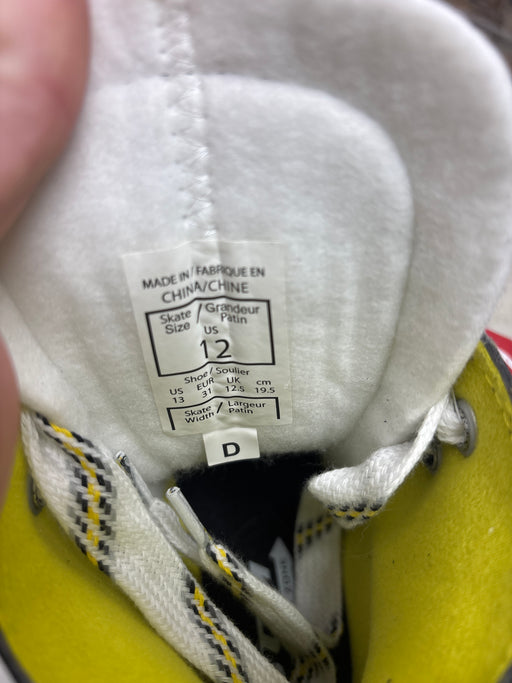 MADE IN / FABRIQUE EN
CHINA/CHINE
Skate / Grandeur
Size / Patin
US
12
Shoe / Soulier
US EUR UK cm
13 31 12.5 19.5
Skate / Largeur
Width / Patin
D